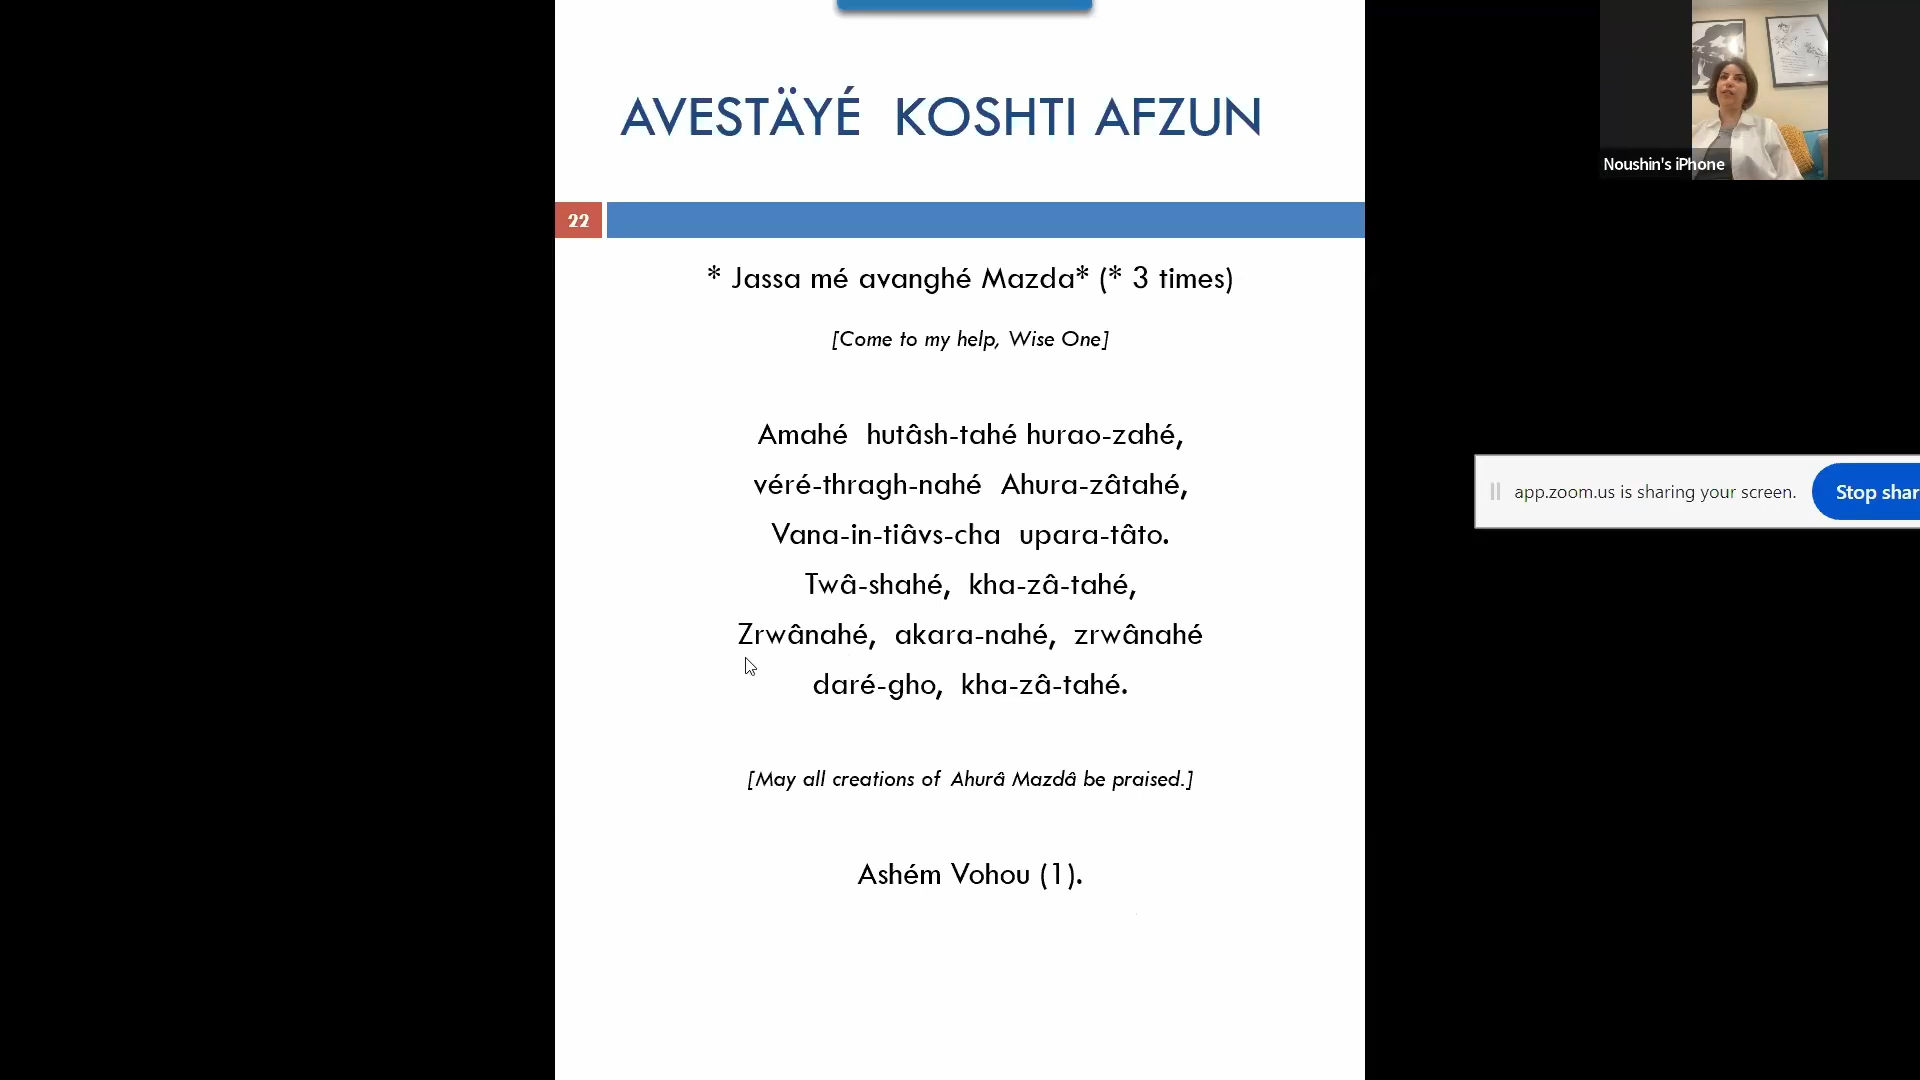 AVESTÄYÉ KOSHTI AFZUN
22
* Jassa mé avanghé Mazda* (* 3 times)
[Come to my help, Wise One]
Amahé hutâsh-tahé hurao-zahé,
véré-thragh-nahé Ahura-zâtahé,
Vana-in-tiâvs-cha upara-tâto.
Twâ-shahé, kha-zâ-tahé,
Zrwânahé, akara-nahé, zrwânahé
daré-gho, kha-zâ-tahé.
[May all creations of Ahurâ Mazdâ be praised.]
Ashém Vohou (1).
Noushin's iPhone
app.zoom.us is sharing your screen.
Stop shar